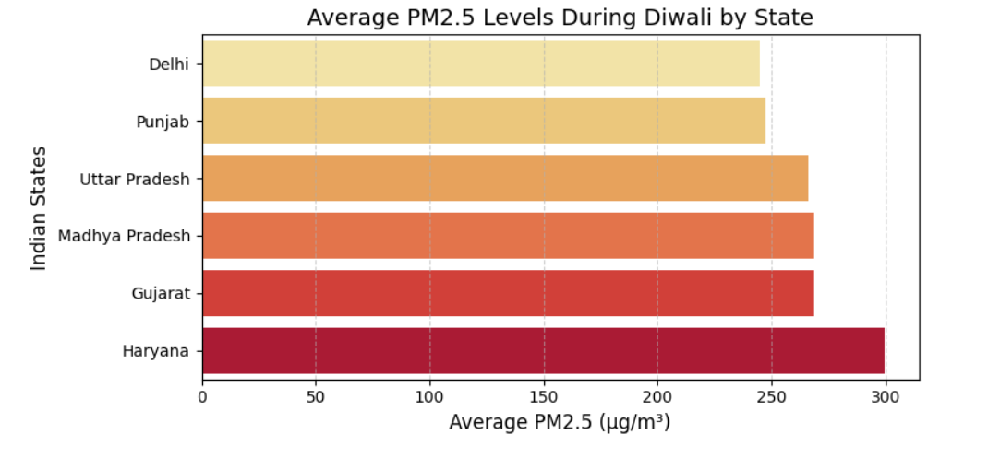 Average PM2.5 Levels During Diwali by State
Indian States
Delhi
Punjab
Uttar Pradesh
Madhya Pradesh
Gujarat
Haryana
0 50 100 150 200 250 300
Average PM2.5 (µg/m³)